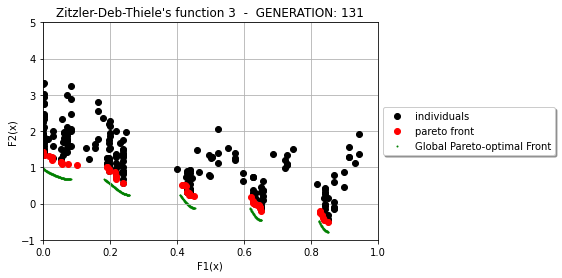 Zitzler-Deb-Thiele's function 3 - GENERATION: 131
5
4
3
2
1
0
−1
F2(x)
0.0 0.2 0.4 0.6 0.8 1.0
F1(x)
individuals
pareto front
Global Pareto-optimal Front